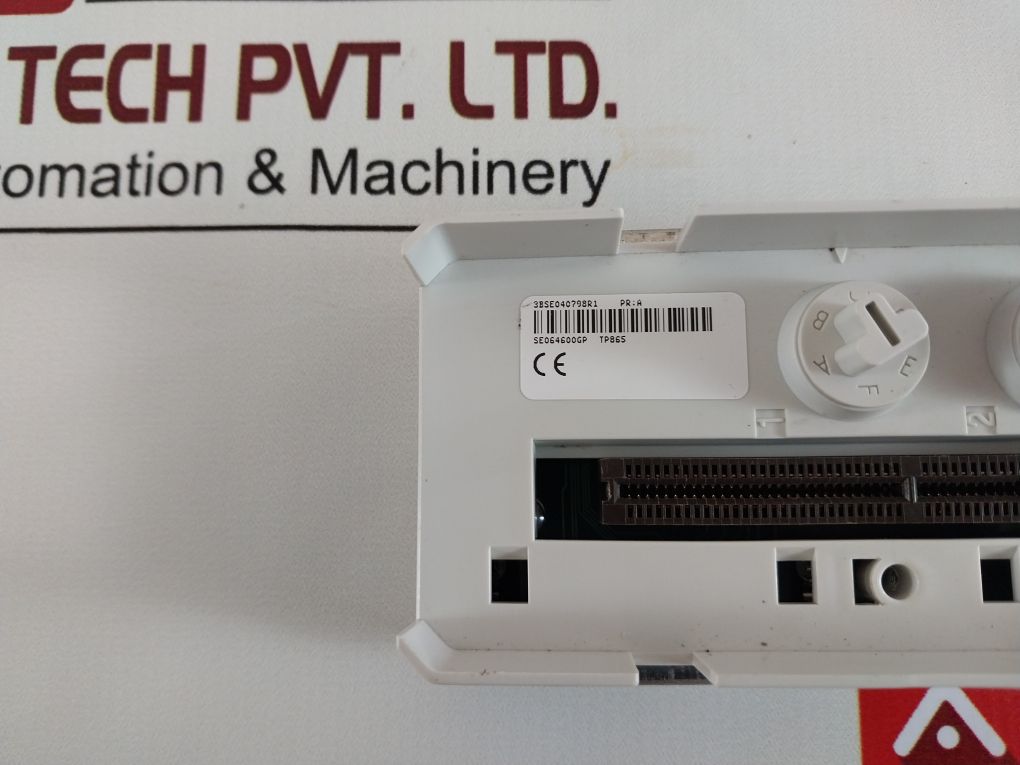 TECH PVT. LTD.
omation & Machinery
3BSE040798R1 PR:A
SE064600GP TP865
CE
C
B
A
F
E
1
2